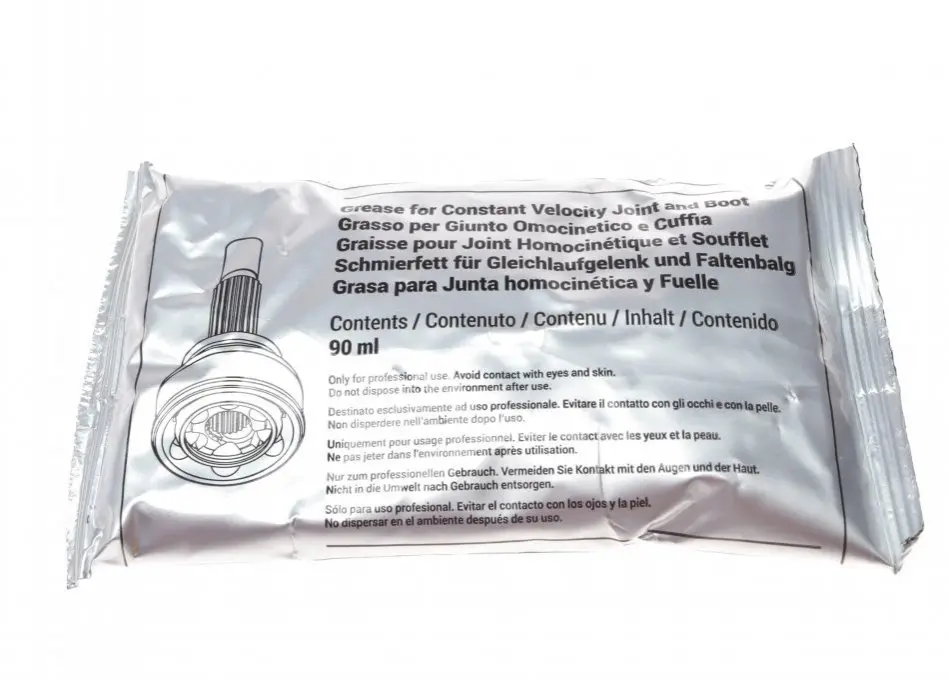 Grease for Constant Velocity Joint and Boot
Grasso per Giunto Omocinetico e Cuffia
Graisse pour Joint Homocinétique et Soufflet
Schmierfett für Gleichlaufgelenk und Faltenbalg
Grasa para Junta homocinética y Fuelle
Contents / Contenuto / Contenu / Inhalt / Contenido
90 ml
Only for professional use. Avoid contact with eyes and skin.
Do not dispose into the environment after use.
Destinato esclusivamente ad uso professionale. Evitare il contatto con gli occhi e con la pelle.
Non disperdere nell'ambiente dopo l'uso.
Uniquement pour usage professionnel. Eviter le contact avec les yeux et la peau.
Ne pas jeter dans l'environnement après utilisation.
Nur zum professionellen Gebrauch. Vermeiden Sie Kontakt mit den Augen und der Haut.
Nicht in die Umwelt nach Gebrauch entsorgen.
Sólo para uso profesional. Evitar el contacto con los ojos y la piel.
No dispersar en el ambiente después de su uso.